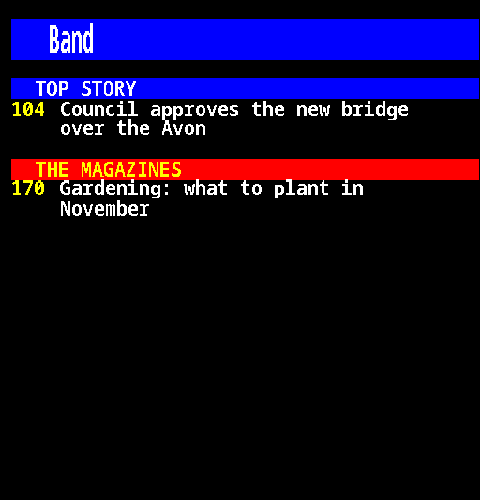 Band
TOP STORY
104 Council approves the new bridge
over the Avon
THE MAGAZINES
170 Gardening: what to plant in
November